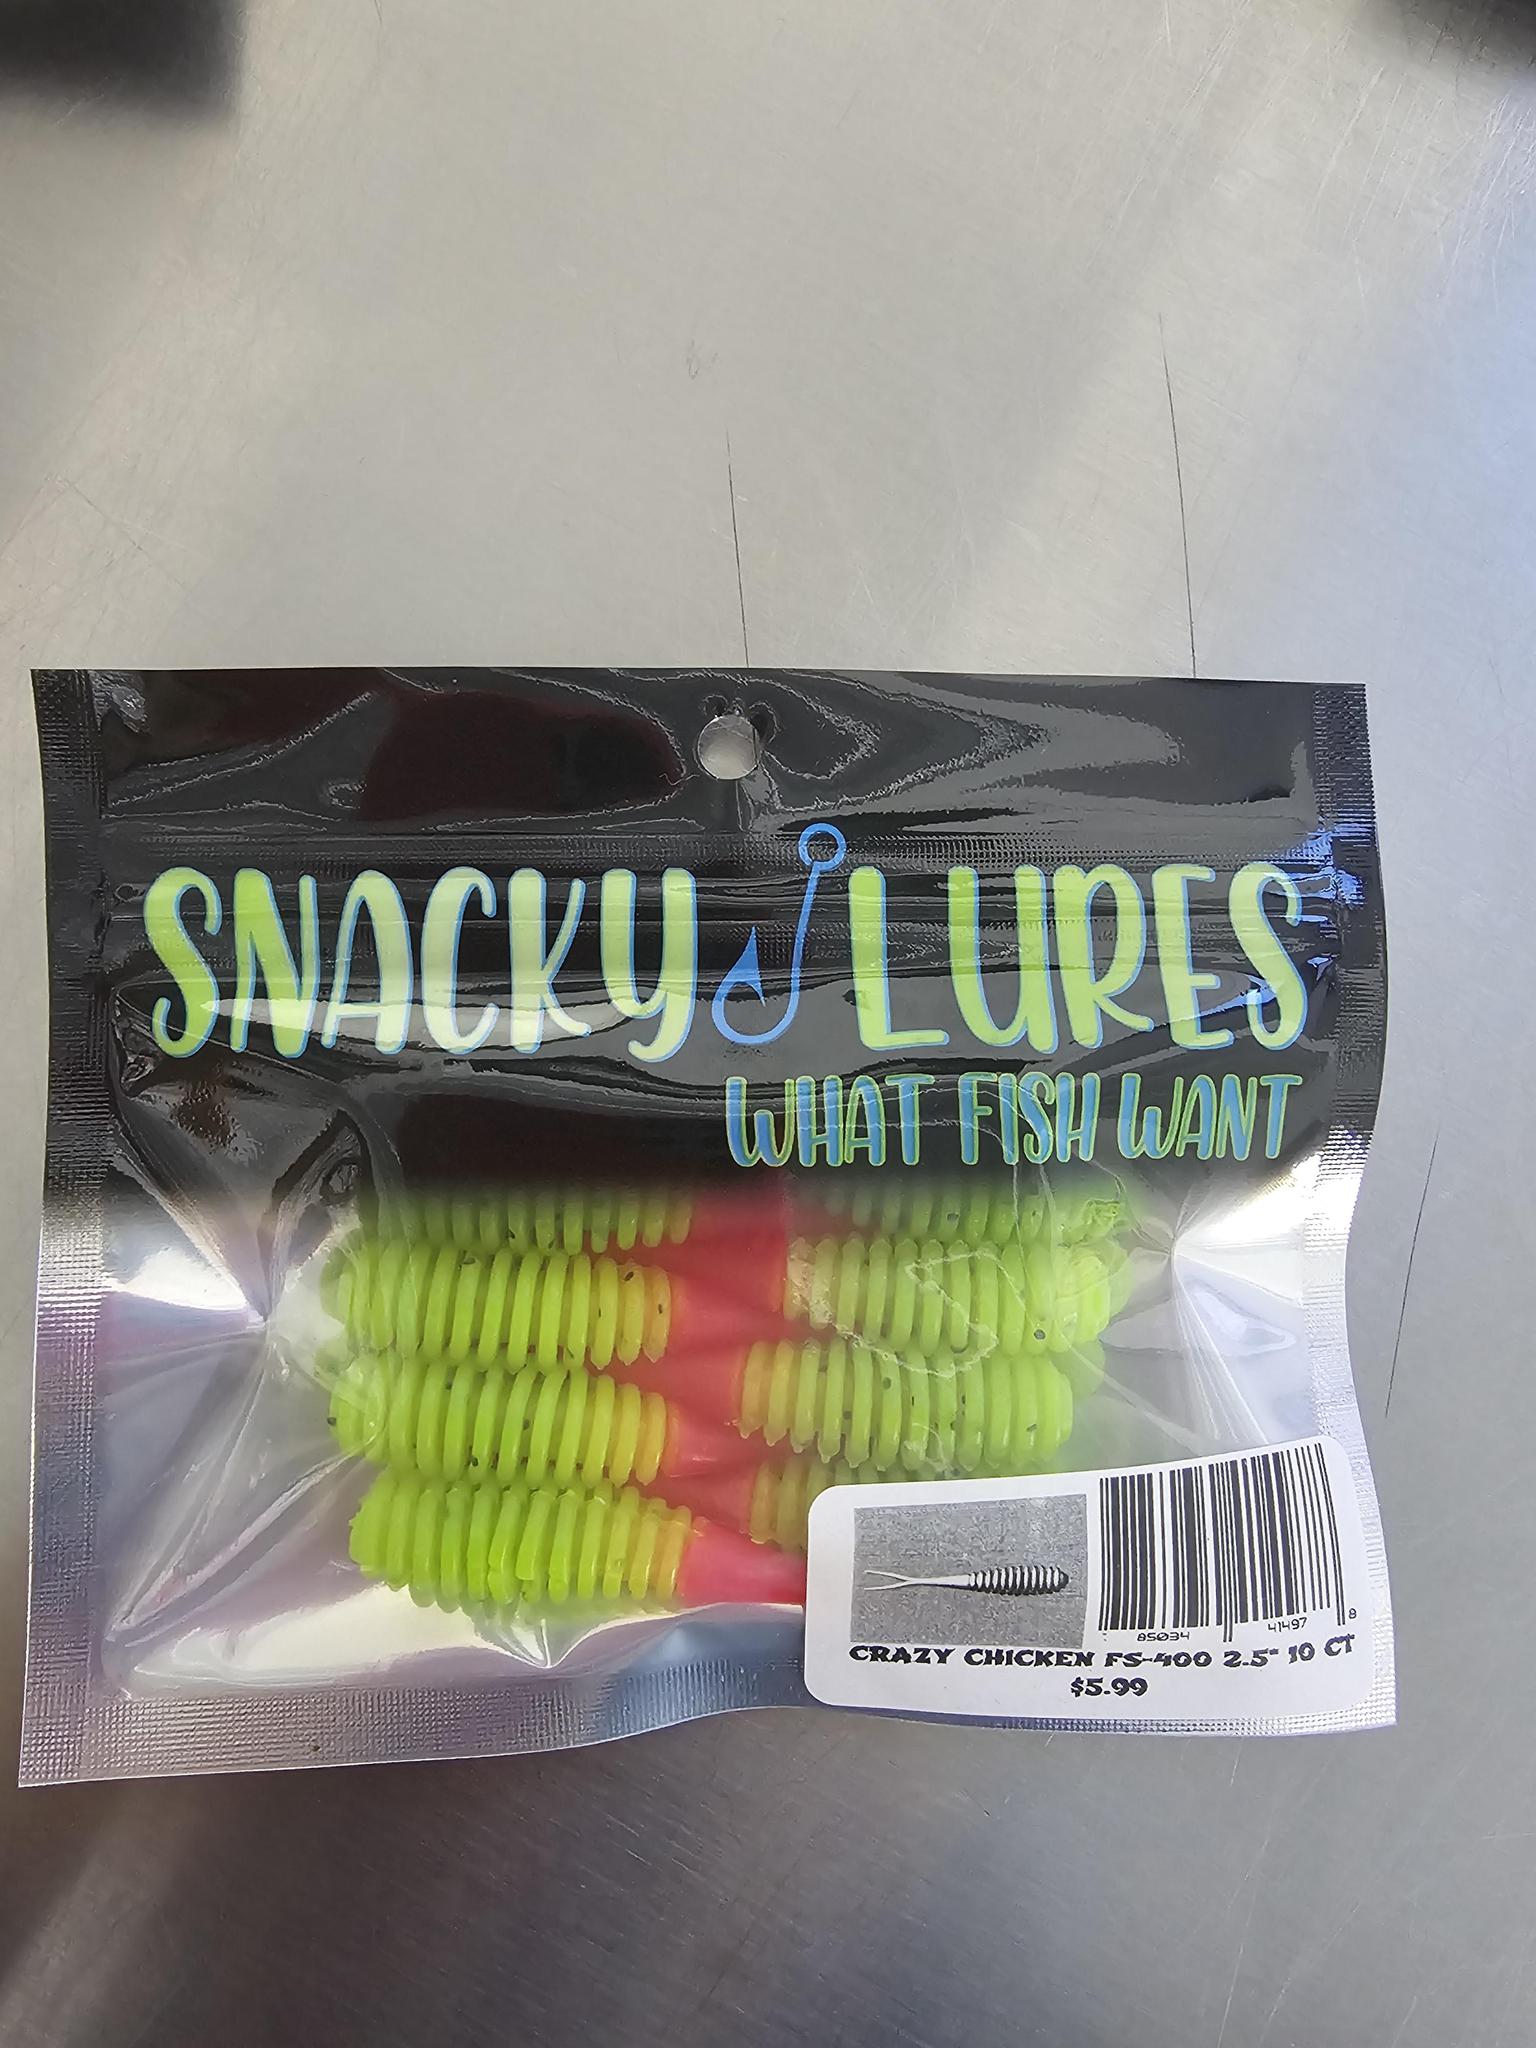 SNACKY LURES
WHAT FISH WANT
85034 41497 8
CRAZY CHICKEN FS-400 2.5" 10 CT
$5.99